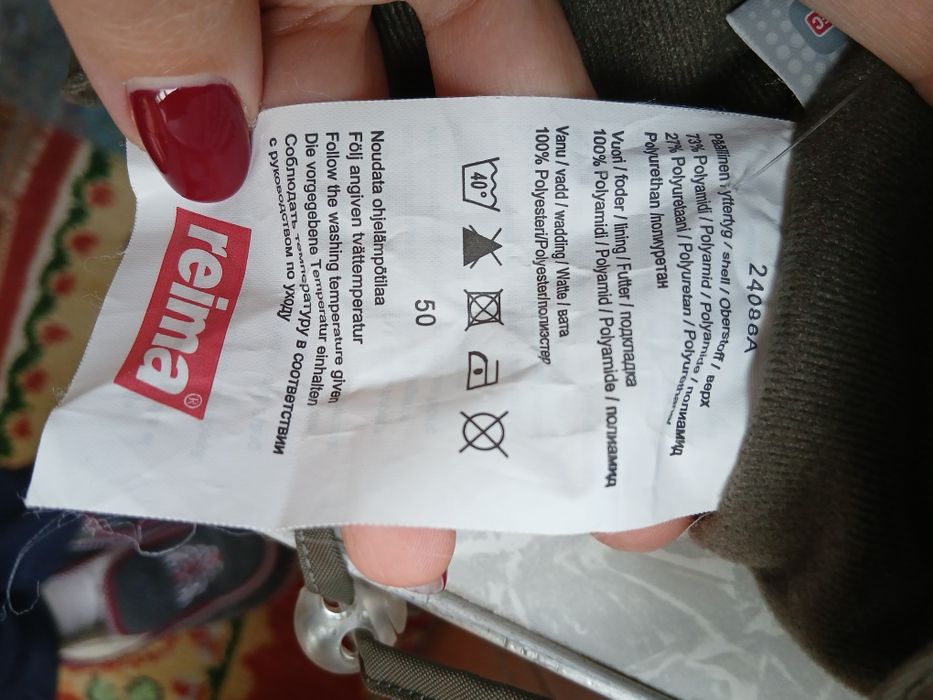 24086A
Päällinen / yttertyg / shell / Oberstoff / верх
73% Polyamidi / Polyamid / Polyamide / полиамид
27% Polyuretaani / Polyuretan / Polyurethane /
Polyurethan /полиуретан
Vuori / foder / lining / Futter / подкладка
100% Polyamidi / Polyamid / Polyamide / полиамид
Vanu / vadd / wadding / Watte / вата
100% Polyesteri/Polyester/полиэстер
40°
50
Noudata ohjelämpötilaa
Följ angiven tvättemperatur
Follow the washing temperature given
Die vorgegebene Temperatur einhalten
Соблюдать температуру в соответствии
с руководством по уходу
reima®